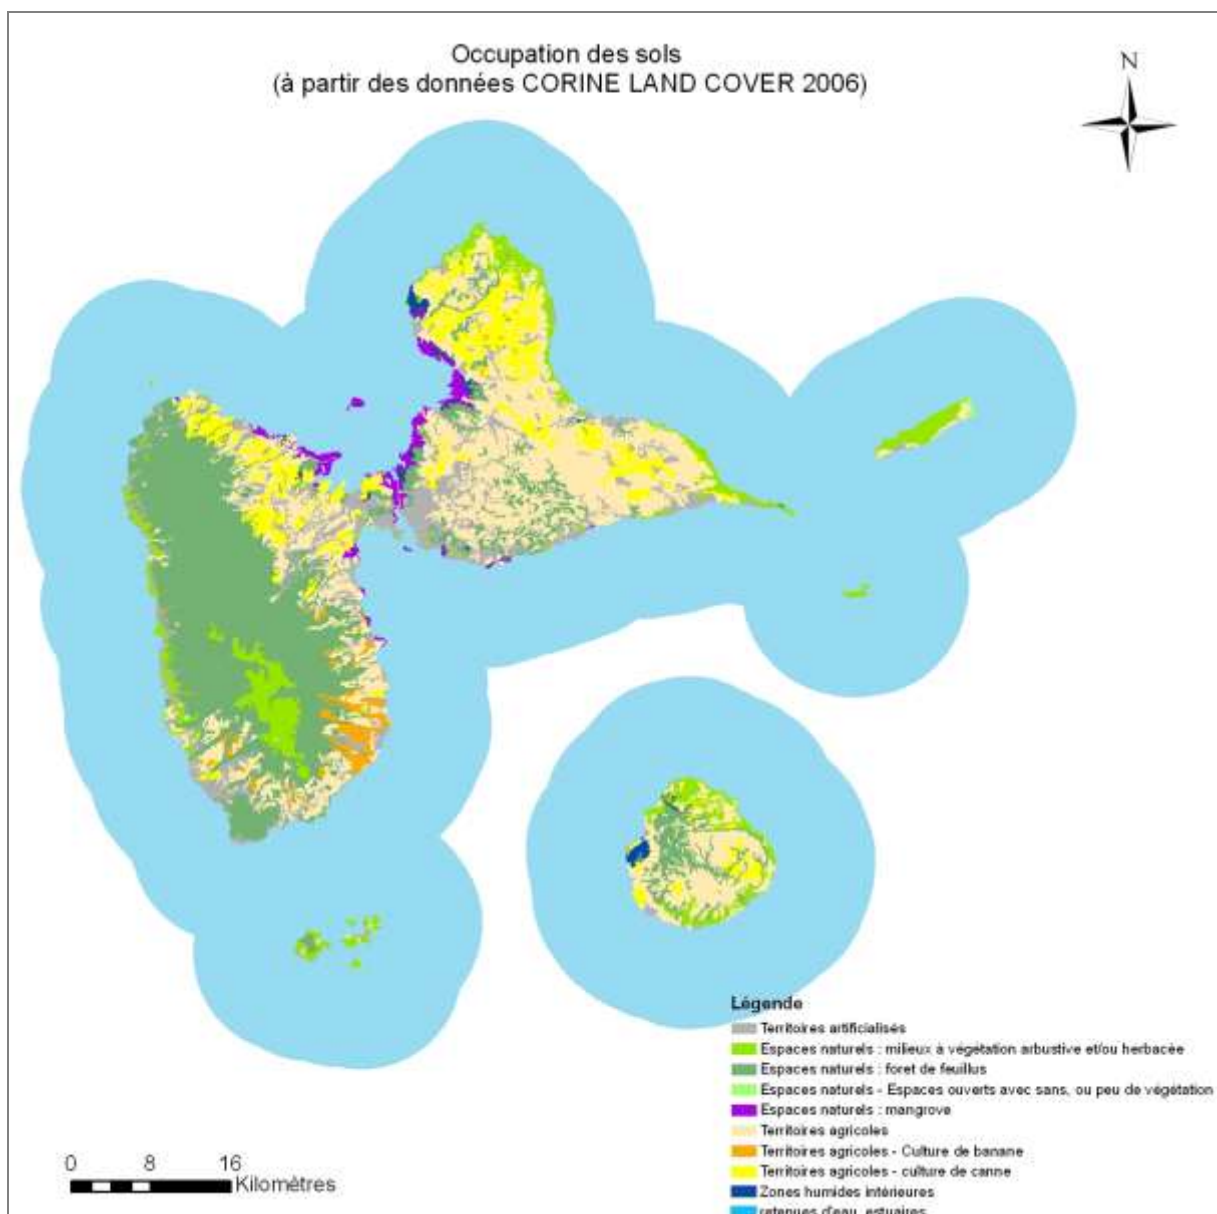 Occupation des sols
(à partir des données CORINE LAND COVER 2006)
N
Légende
Territoires artificialisés
Espaces naturels : milieux à végétation arbustive et/ou herbacée
Espaces naturels : foret de feuillus
Espaces naturels - Espaces ouverts avec sans, ou peu de végétation
Espaces naturels : mangrove
Territoires agricoles
Territoires agricoles - Culture de banane
Territoires agricoles - culture de canne
Zones humides intérieures
retenues d'eau, estuaires
0 8 16
Kilomètres